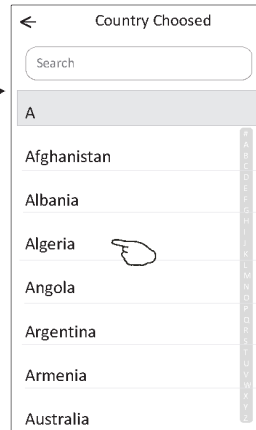 Country Choosed
Search
A
Afghanistan
Albania
Algeria
Angola
Argentina
Armenia
Australia
#
A
B
C
D
E
F
G
H
I
J
K
L
M
N
O
P
Q
R
S
T
U
V
W
X
Y
Z